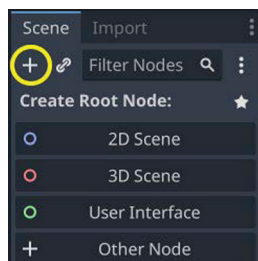 Scene Import
Filter Nodes
Create Root Node:
2D Scene
3D Scene
User Interface
Other Node